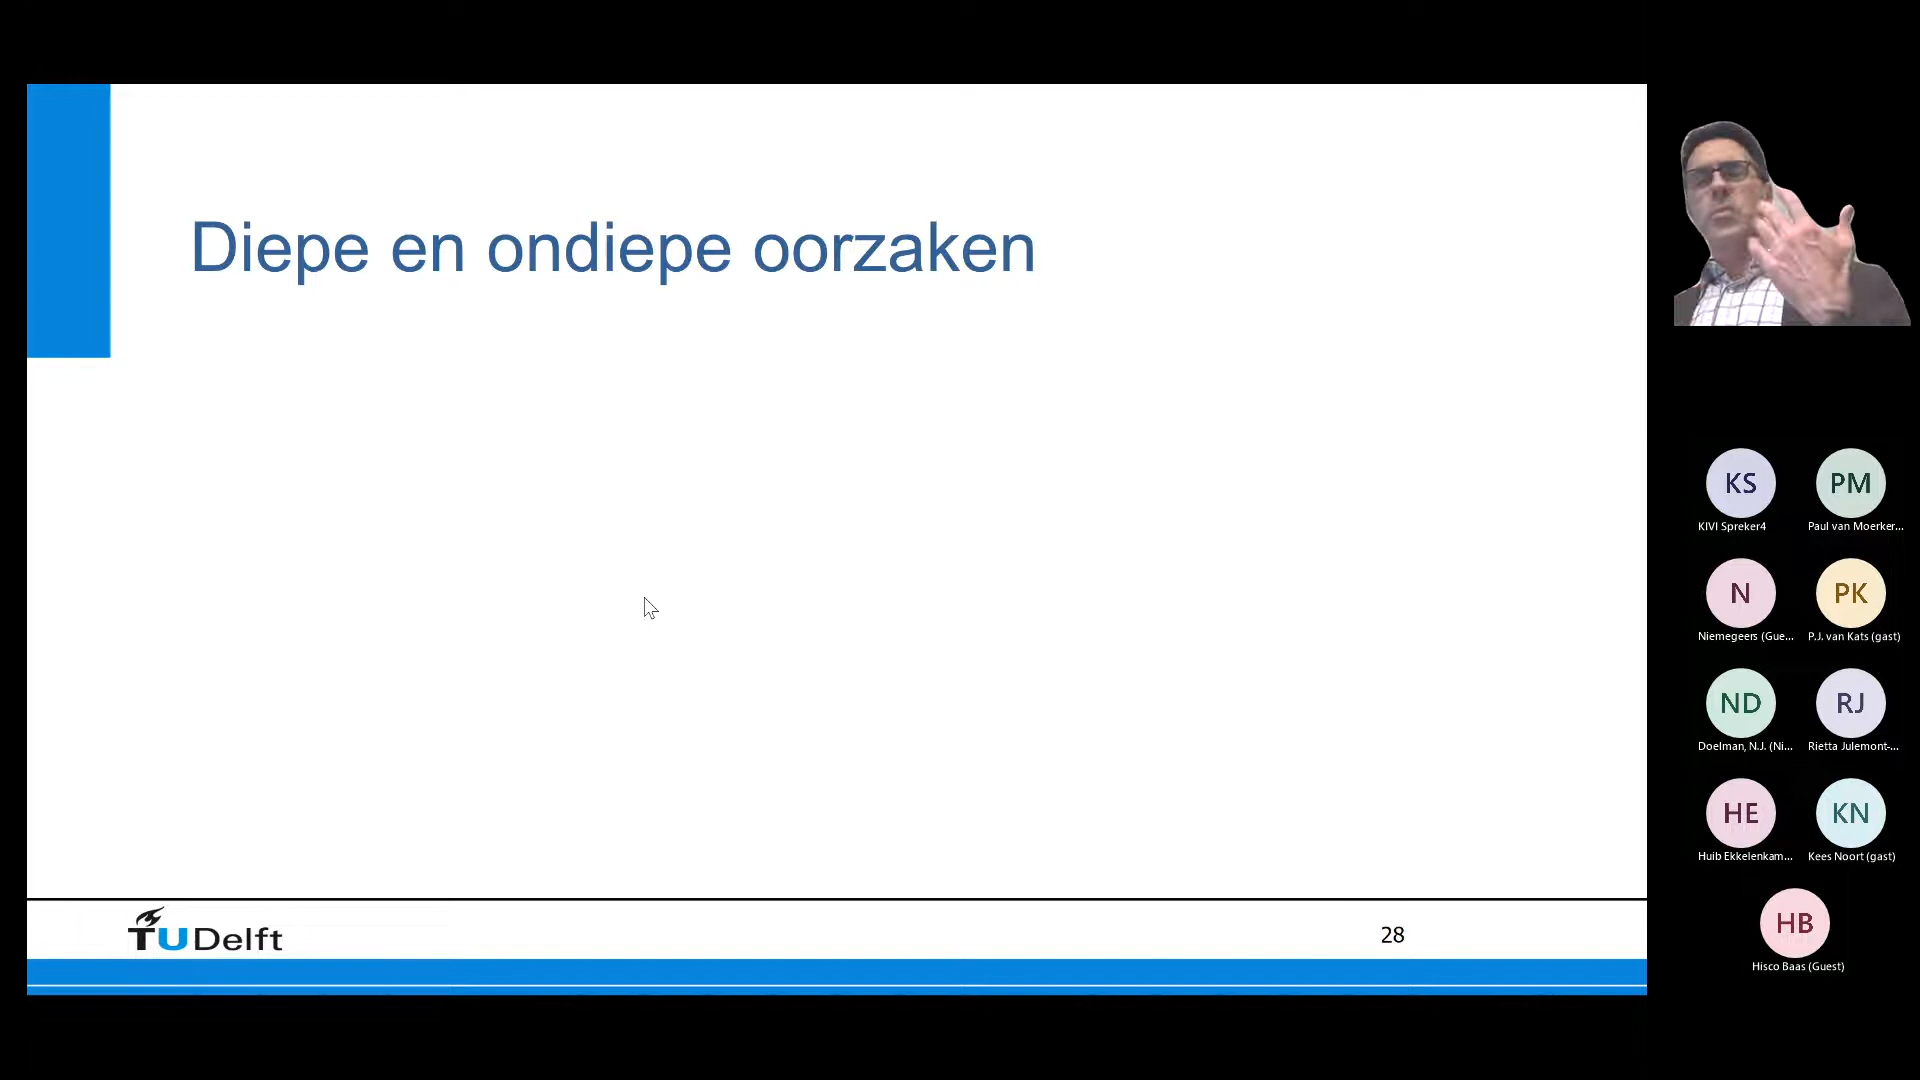 Diepe en ondiepe oorzaken
TU Delft
28
KS
KIVI Spreker4
PM
Paul van Moerker...
N
Niemegeers (Gue...
PK
P.J. van Kats (gast)
ND
Doelman, N.J. (Ni...
RJ
Rietta Julemont-...
HE
Huib Ekkelenkam...
KN
Kees Noort (gast)
HB
Hisco Baas (Guest)